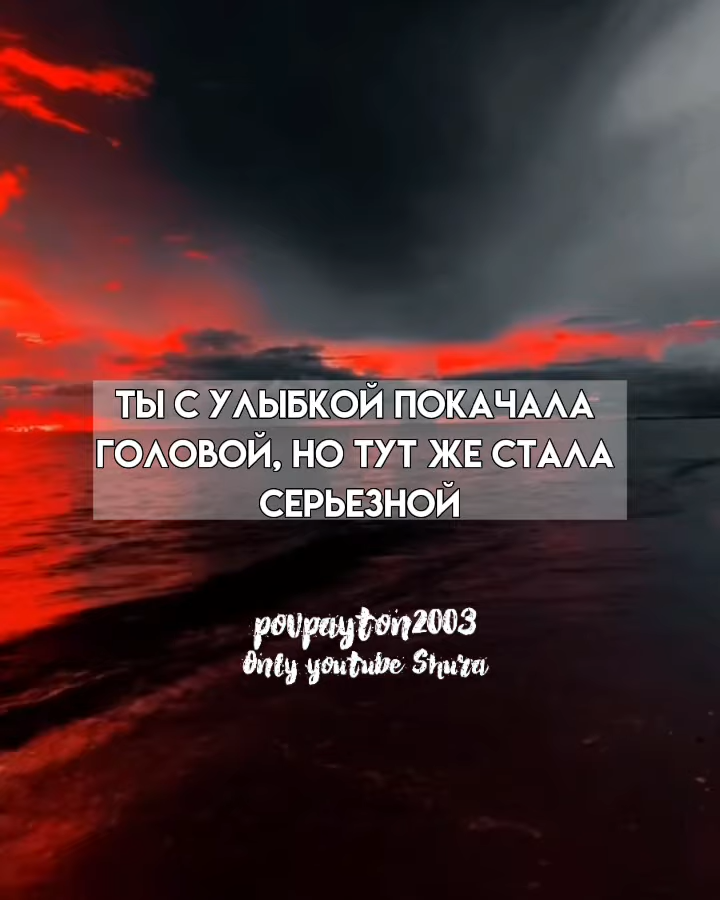 ТЫ С УЛЫБКОЙ ПОКАЧАЛА
ГОЛОВОЙ, НО ТУТ ЖЕ СТАЛА
СЕРЬЕЗНОЙ
povpayton2003
Only youtube Shura